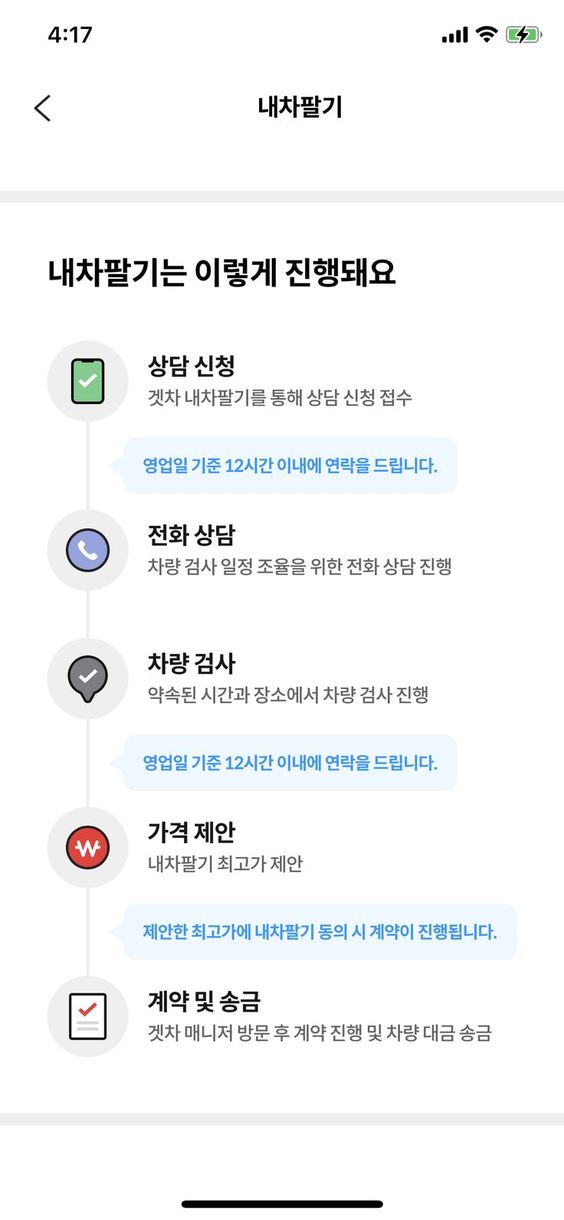 4:17
내차팔기
내차팔기는 이렇게 진행돼요
상담 신청
겟차 내차팔기를 통해 상담 신청 접수
영업일 기준 12시간 이내에 연락을 드립니다.
전화 상담
차량 검사 일정 조율을 위한 전화 상담 진행
차량 검사
약속된 시간과 장소에서 차량 검사 진행
영업일 기준 12시간 이내에 연락을 드립니다.
가격 제안
내차팔기 최고가 제안
제안한 최고가에 내차팔기 동의 시 계약이 진행됩니다.
계약 및 송금
겟차 매니저 방문 후 계약 진행 및 차량 대금 송금